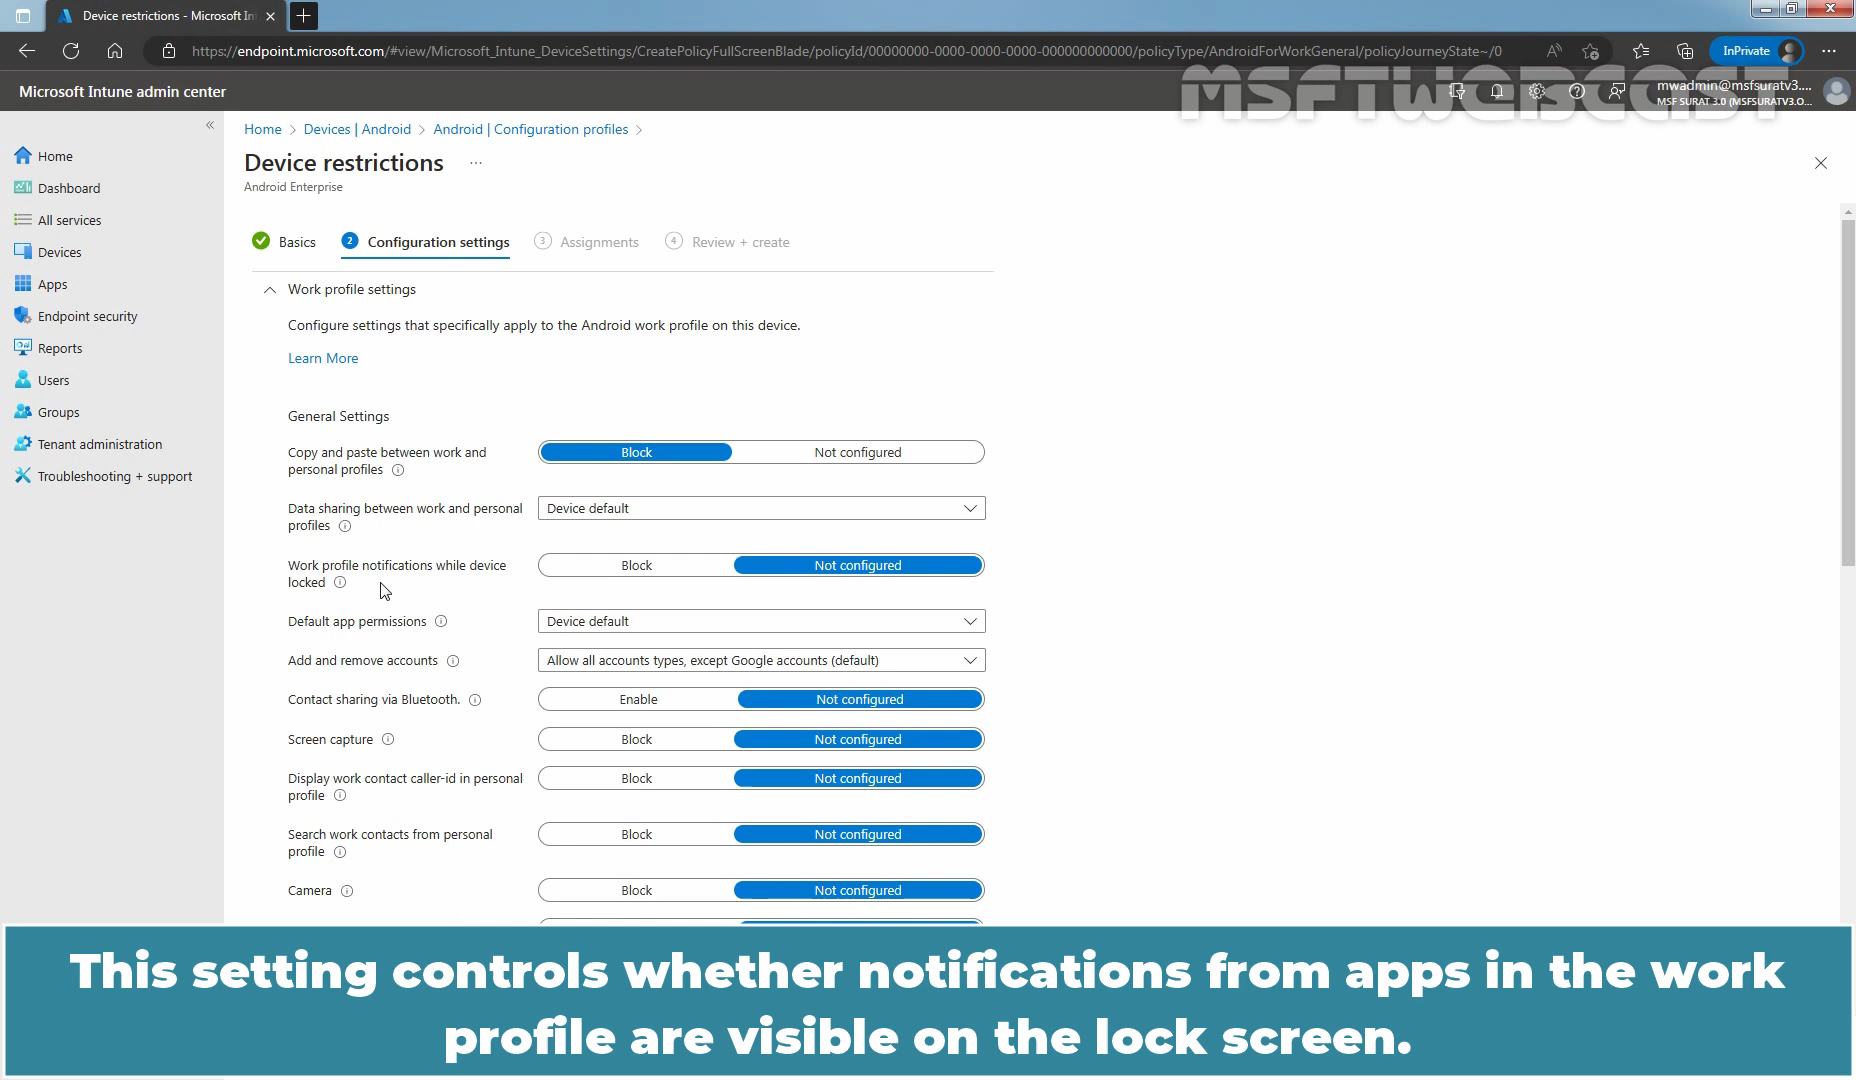 Device restrictions - Microsoft In
https://endpoint.microsoft.com/#view/Microsoft_Intune_DeviceSettings/CreatePolicyFullScreenBlade/policyId/00000000-0000-0000-0000-000000000000/policyType/AndroidForWorkGeneral/policyJourneyState~/0
InPrivate
Microsoft Intune admin center
MSFTWEBCAST
mwadmin@msfsuratv3....
MSF SURAT 3.0 (MSFSURATV3.O...
Home > Devices | Android > Android | Configuration profiles >
Home
Dashboard
All services
Devices
Apps
Endpoint security
Reports
Users
Groups
Tenant administration
Troubleshooting + support
Device restrictions ...
Android Enterprise
Basics
2 Configuration settings
3 Assignments
4 Review + create
Work profile settings
Configure settings that specifically apply to the Android work profile on this device.
Learn More
General Settings
Copy and paste between work and
personal profiles
Block Not configured
Data sharing between work and personal
profiles
Device default
Work profile notifications while device
locked
Block Not configured
Default app permissions
Device default
Add and remove accounts
Allow all accounts types, except Google accounts (default)
Contact sharing via Bluetooth.
Enable Not configured
Screen capture
Block Not configured
Display work contact caller-id in personal
profile
Block Not configured
Search work contacts from personal
profile
Block Not configured
Camera
Block Not configured
This setting controls whether notifications from apps in the work
profile are visible on the lock screen.